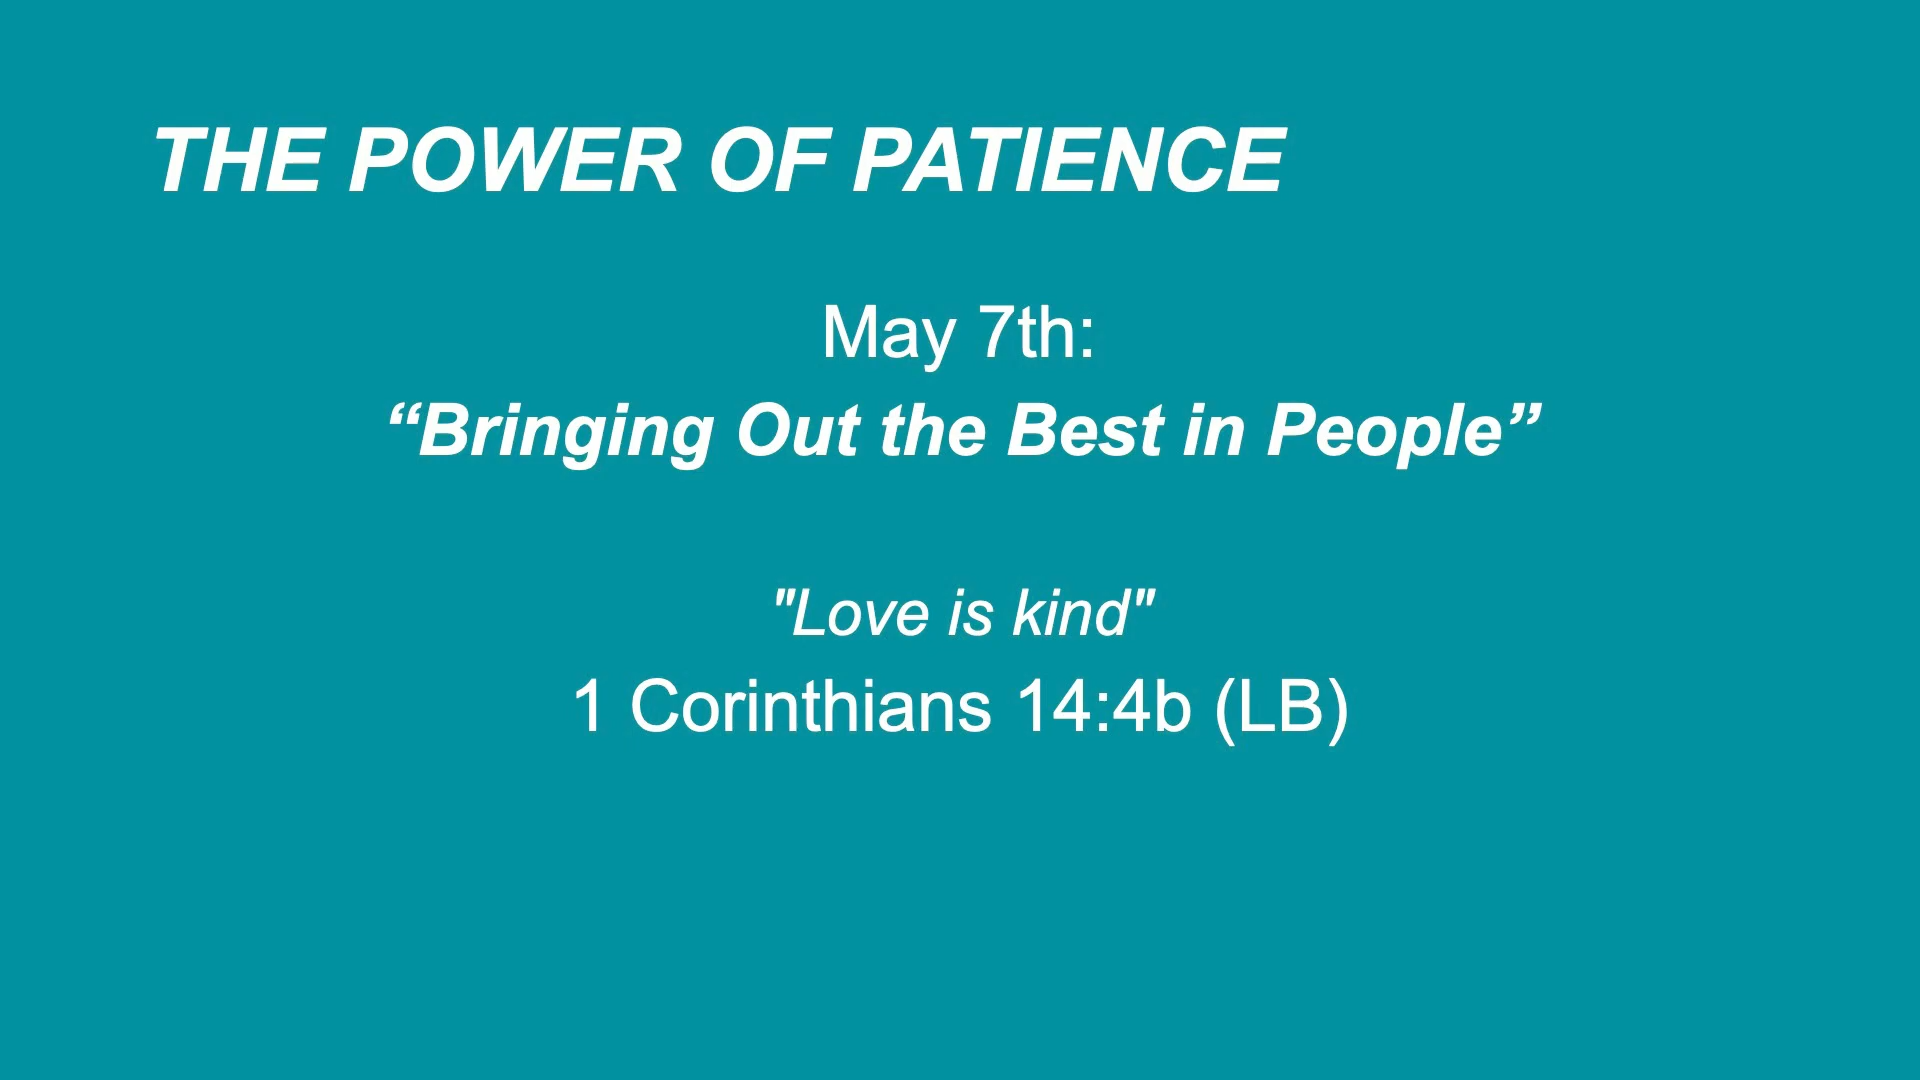 THE POWER OF PATIENCE
May 7th:
“Bringing Out the Best in People”
"Love is kind"
1 Corinthians 14:4b (LB)